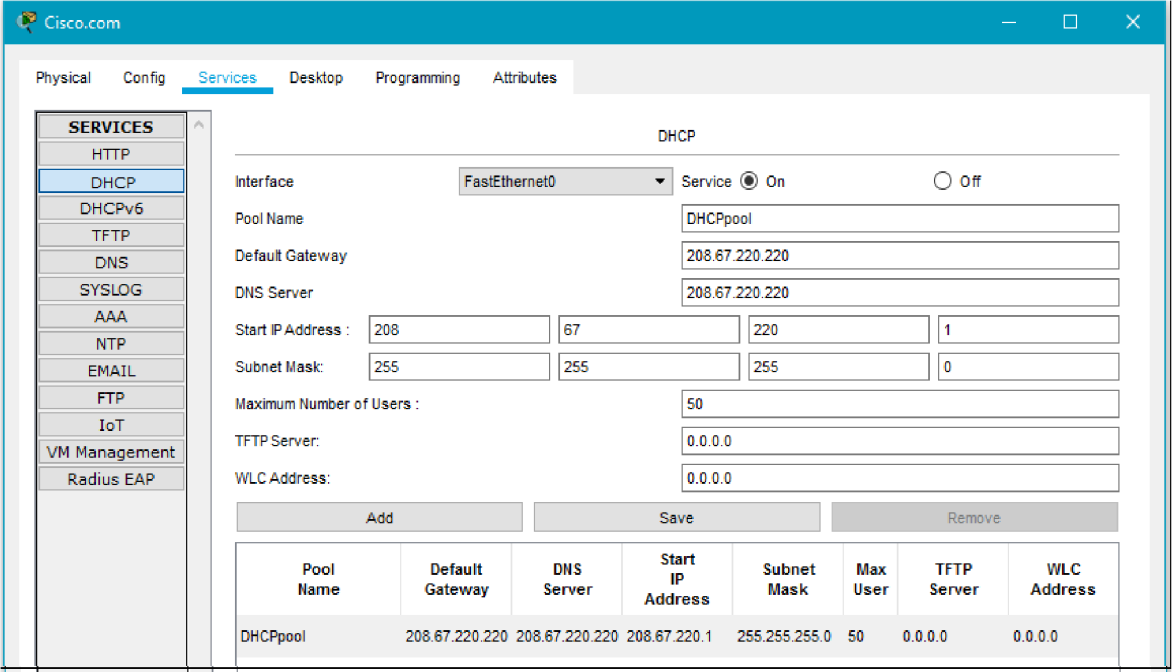 Cisco.com
Physical Config Services Desktop Programming Attributes
SERVICES
HTTP
DHCP
DHCPv6
TFTP
DNS
SYSLOG
AAA
NTP
EMAIL
FTP
IoT
VM Management
Radius EAP
DHCP
Interface FastEthernet0 Service On Off
Pool Name DHCPpool
Default Gateway 208.67.220.220
DNS Server 208.67.220.220
Start IP Address : 208 67 220 1
Subnet Mask: 255 255 255 0
Maximum Number of Users : 50
TFTP Server: 0.0.0.0
WLC Address: 0.0.0.0
Add Save Remove
Pool Name Default Gateway DNS Server Start IP Address Subnet Mask Max User TFTP Server WLC Address
DHCPpool 208.67.220.220 208.67.220.220 208.67.220.1 255.255.255.0 50 0.0.0.0 0.0.0.0